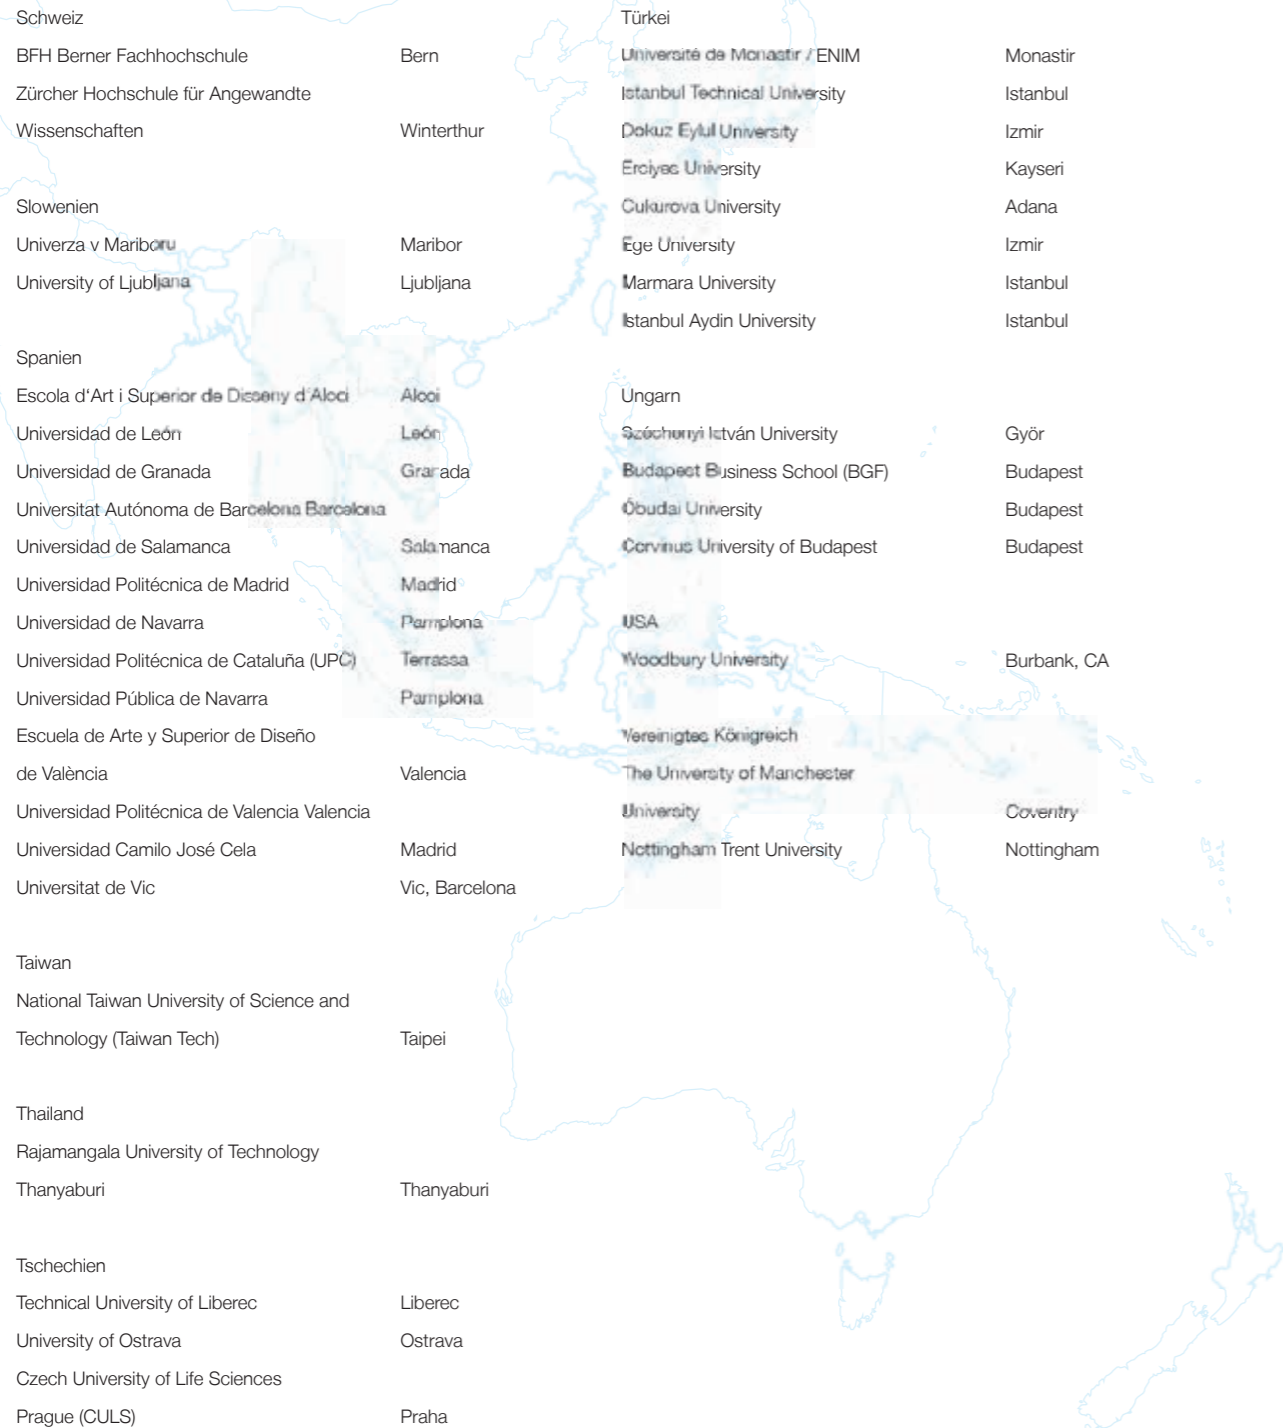 Schweiz
BFH Berner Fachhochschule Bern
Zürcher Hochschule für Angewandte
Wissenschaften Winterthur
Slowenien
Univerza v Mariboru Maribor
University of Ljubljana Ljubljana
Spanien
Escola d'Art i Superior de Disseny d'Alcoi Alcoi
Universidad de León León
Universidad de Granada Granada
Universitat Autónoma de Barcelona Barcelona
Universidad de Salamanca Salamanca
Universidad Politécnica de Madrid Madrid
Universidad de Navarra Pamplona
Universidad Politécnica de Cataluña (UPC) Terrassa
Universidad Pública de Navarra Pamplona
Escuela de Arte y Superior de Diseño
de València Valencia
Universidad Politécnica de Valencia Valencia
Universidad Camilo José Cela Madrid
Universitat de Vic Vic, Barcelona
Taiwan
National Taiwan University of Science and
Technology (Taiwan Tech) Taipei
Thailand
Rajamangala University of Technology
Thanyaburi Thanyaburi
Tschechien
Technical University of Liberec Liberec
University of Ostrava Ostrava
Czech University of Life Sciences
Prague (CULS) Praha
Türkei
Université de Monastir / ENIM Monastir
Istanbul Technical University Istanbul
Dokuz Eylul University Izmir
Erciyes University Kayseri
Cukurova University Adana
Ege University Izmir
Marmara University Istanbul
Istanbul Aydin University Istanbul
Ungarn
Széchenyi István University Györ
Budapest Business School (BGF) Budapest
Óbudai University Budapest
Corvinus University of Budapest Budapest
USA
Woodbury University Burbank, CA
Vereinigtes Königreich
The University of Manchester
University Coventry
Nottingham Trent University Nottingham